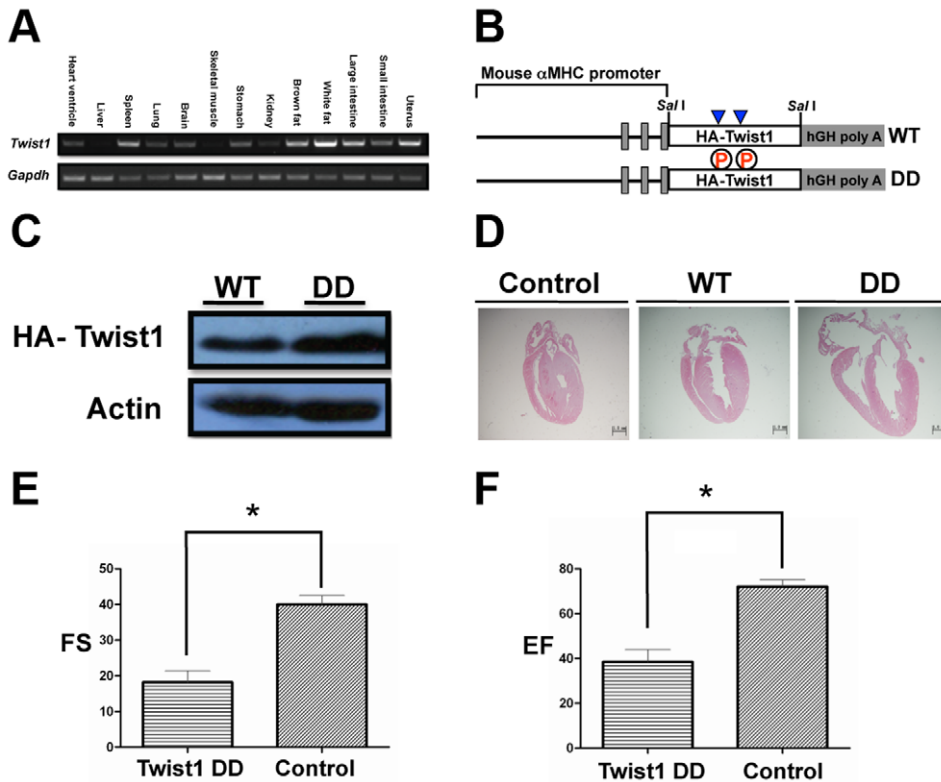 A
Heart ventricle
Liver
Spleen
Lung
Brain
Skeletal muscle
Stomach
Kidney
Brown fat
White fat
Large intestine
Small intestine
Uterus
Twist1
Gapdh
B
Mouse αMHC promoter
Sal I
Sal I
HA-Twist1
hGH poly A
WT
P P
HA-Twist1
hGH poly A
DD
C
WT DD
HA- Twist1
Actin
D
Control WT DD
E
*
50
40
30
20
10
0
FS
Twist1 DD Control
F
*
80
60
40
20
0
EF
Twist1 DD Control